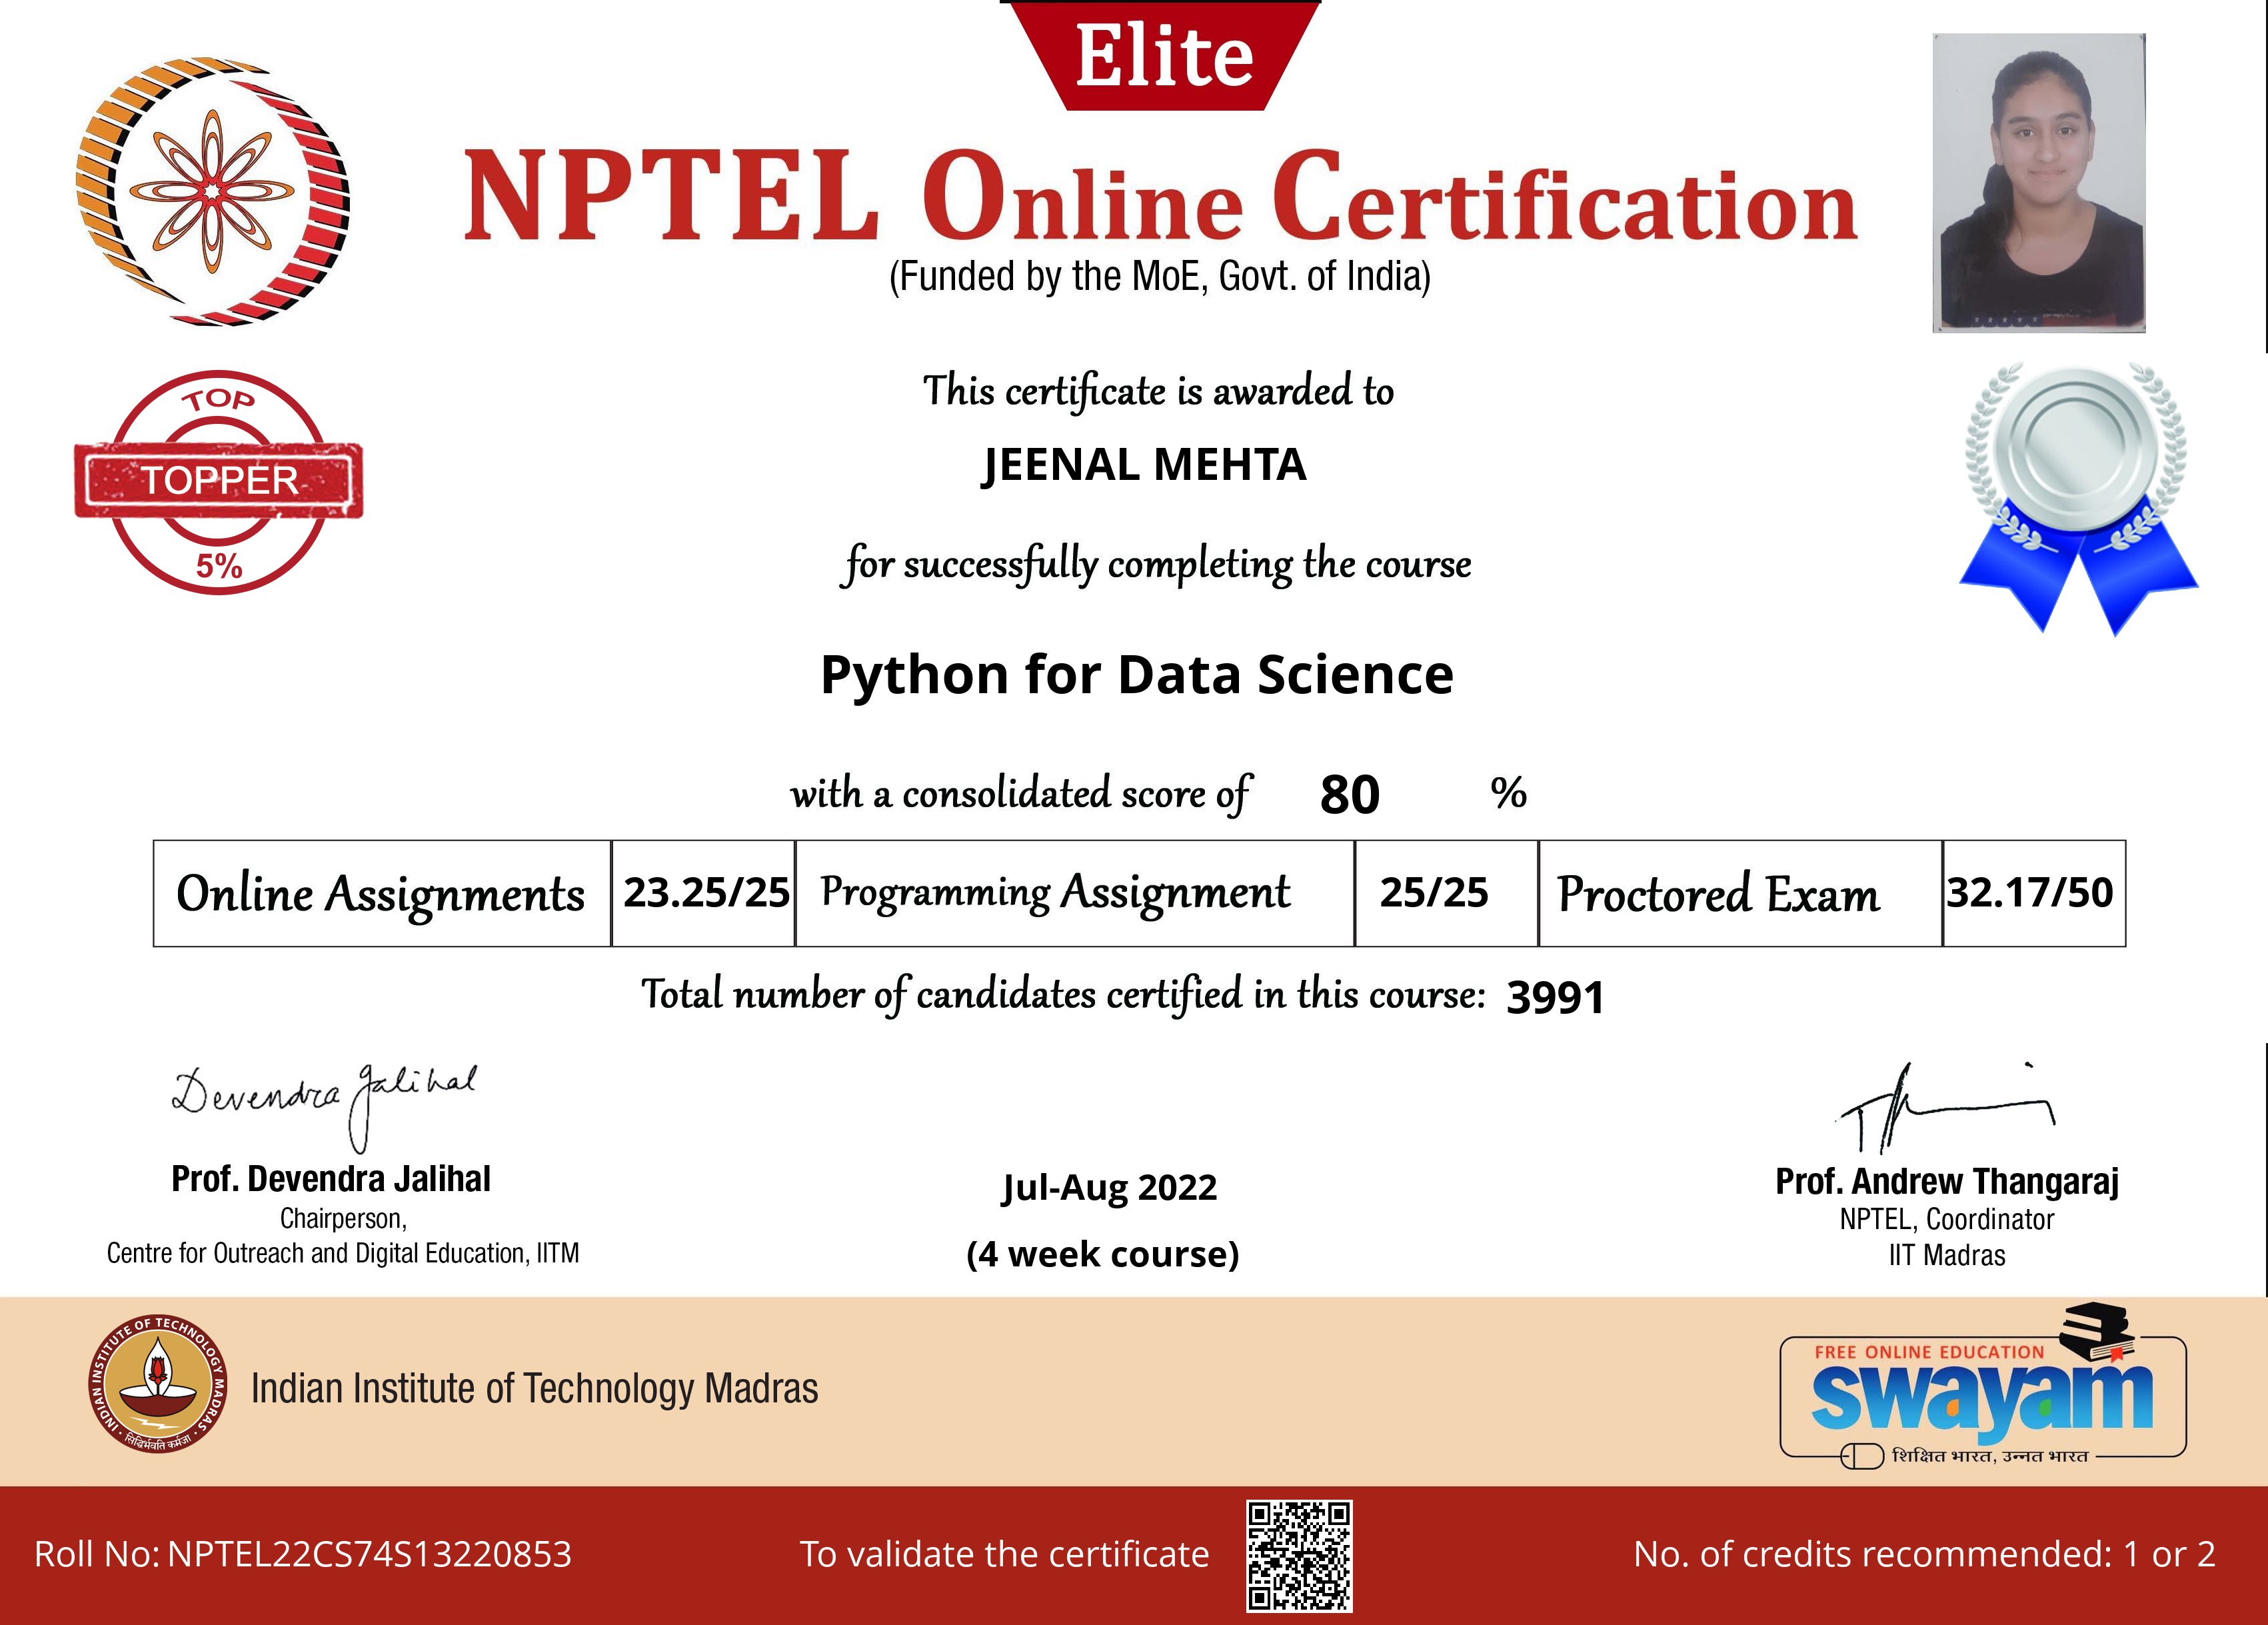 Elite
NPTEL Online Certification
(Funded by the MoE, Govt. of India)
TOP
TOPPER
5%
This certificate is awarded to
JEENAL MEHTA
for successfully completing the course
Python for Data Science
with a consolidated score of 80 %
Online Assignments 23.25/25 Programming Assignment 25/25 Proctored Exam 32.17/50
Total number of candidates certified in this course: 3991
Devendra Jalihal
Prof. Devendra Jalihal
Chairperson,
Centre for Outreach and Digital Education, IITM
Jul-Aug 2022
(4 week course)
Prof. Andrew Thangaraj
NPTEL, Coordinator
IIT Madras
INDIAN INSTITUTE OF TECHNOLOGY MADRAS
सिद्धिर्भवति कर्मजा
Indian Institute of Technology Madras
FREE ONLINE EDUCATION
swayam
शिक्षित भारत, उन्नत भारत
Roll No: NPTEL22CS74S13220853
To validate the certificate
No. of credits recommended: 1 or 2